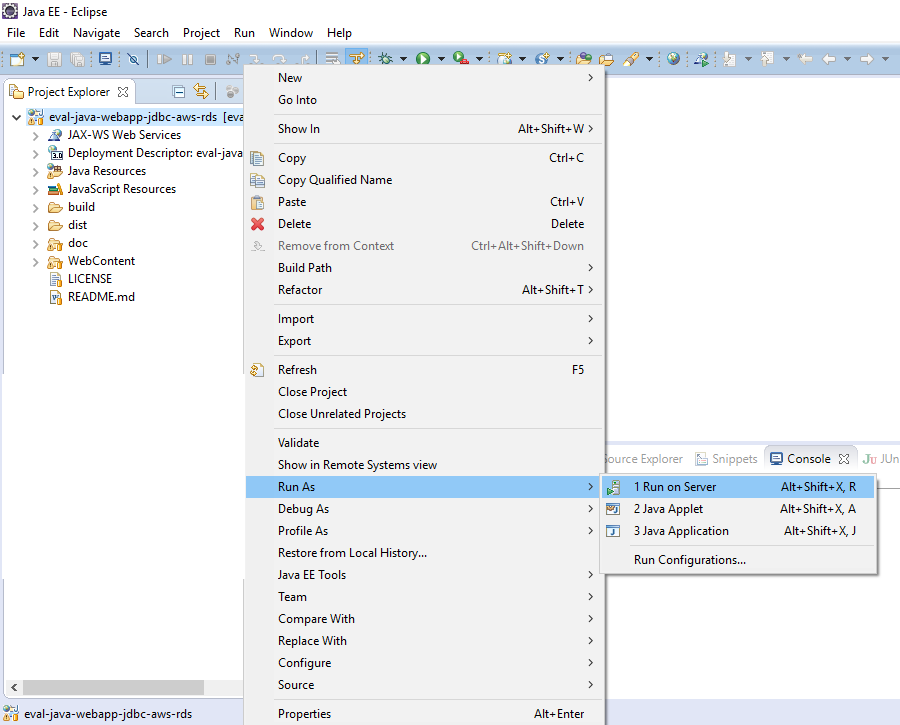 Java EE - Eclipse
File Edit Navigate Search Project Run Window Help
Project Explorer
eval-java-webapp-jdbc-aws-rds [eva
JAX-WS Web Services
3.0 Deployment Descriptor: eval-java
Java Resources
JavaScript Resources
build
dist
doc
WebContent
LICENSE
README.md
New
Go Into
Show In Alt+Shift+W
Copy Ctrl+C
Copy Qualified Name
Paste Ctrl+V
Delete Delete
Remove from Context Ctrl+Alt+Shift+Down
Build Path
Refactor Alt+Shift+T
Import
Export
Refresh F5
Close Project
Close Unrelated Projects
Validate
Show in Remote Systems view
Run As
Debug As
Profile As
Restore from Local History...
Java EE Tools
Team
Compare With
Replace With
Configure
Source
Properties Alt+Enter
ource Explorer Snippets Console Ju JUn
1 Run on Server Alt+Shift+X, R
2 Java Applet Alt+Shift+X, A
3 Java Application Alt+Shift+X, J
Run Configurations...
eval-java-webapp-jdbc-aws-rds